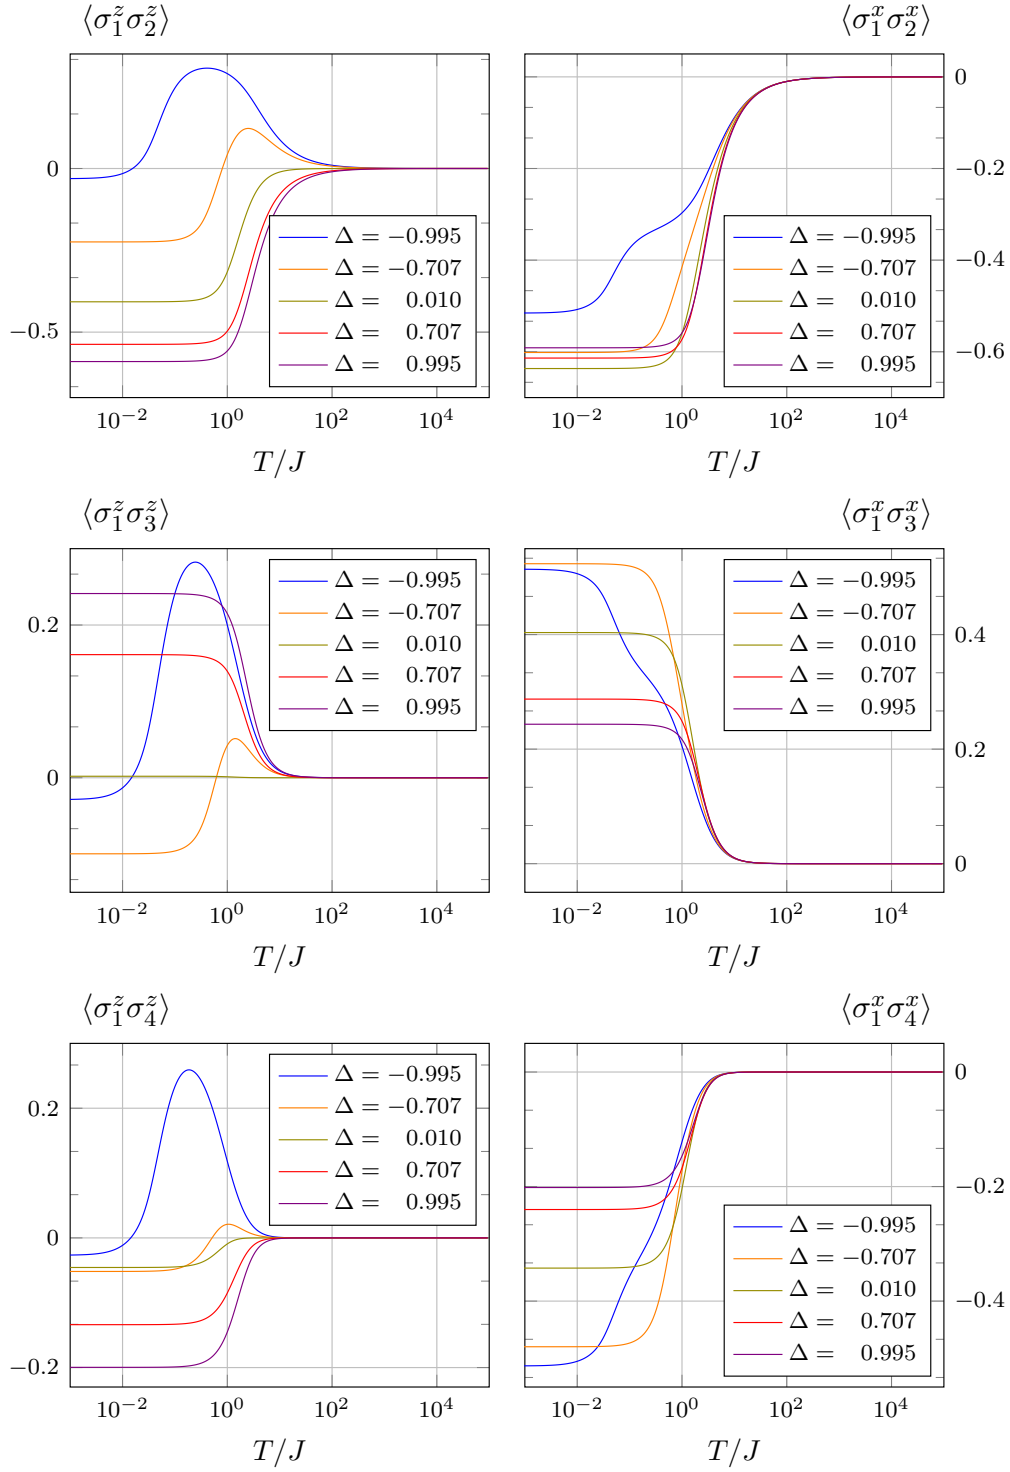 ⟨σ₁ᶻσ₂ᶻ⟩
0
−0.5
Δ = −0.995
Δ = −0.707
Δ = 0.010
Δ = 0.707
Δ = 0.995
10⁻² 10⁰ 10² 10⁴
T/J
⟨σ₁ˣσ₂ˣ⟩
0
−0.2
−0.4
−0.6
Δ = −0.995
Δ = −0.707
Δ = 0.010
Δ = 0.707
Δ = 0.995
10⁻² 10⁰ 10² 10⁴
T/J
⟨σ₁ᶻσ₃ᶻ⟩
0.2
0
Δ = −0.995
Δ = −0.707
Δ = 0.010
Δ = 0.707
Δ = 0.995
10⁻² 10⁰ 10² 10⁴
T/J
⟨σ₁ˣσ₃ˣ⟩
0.4
0.2
0
Δ = −0.995
Δ = −0.707
Δ = 0.010
Δ = 0.707
Δ = 0.995
10⁻² 10⁰ 10² 10⁴
T/J
⟨σ₁ᶻσ₄ᶻ⟩
0.2
0
−0.2
Δ = −0.995
Δ = −0.707
Δ = 0.010
Δ = 0.707
Δ = 0.995
10⁻² 10⁰ 10² 10⁴
T/J
⟨σ₁ˣσ₄ˣ⟩
0
−0.2
−0.4
Δ = −0.995
Δ = −0.707
Δ = 0.010
Δ = 0.707
Δ = 0.995
10⁻² 10⁰ 10² 10⁴
T/J